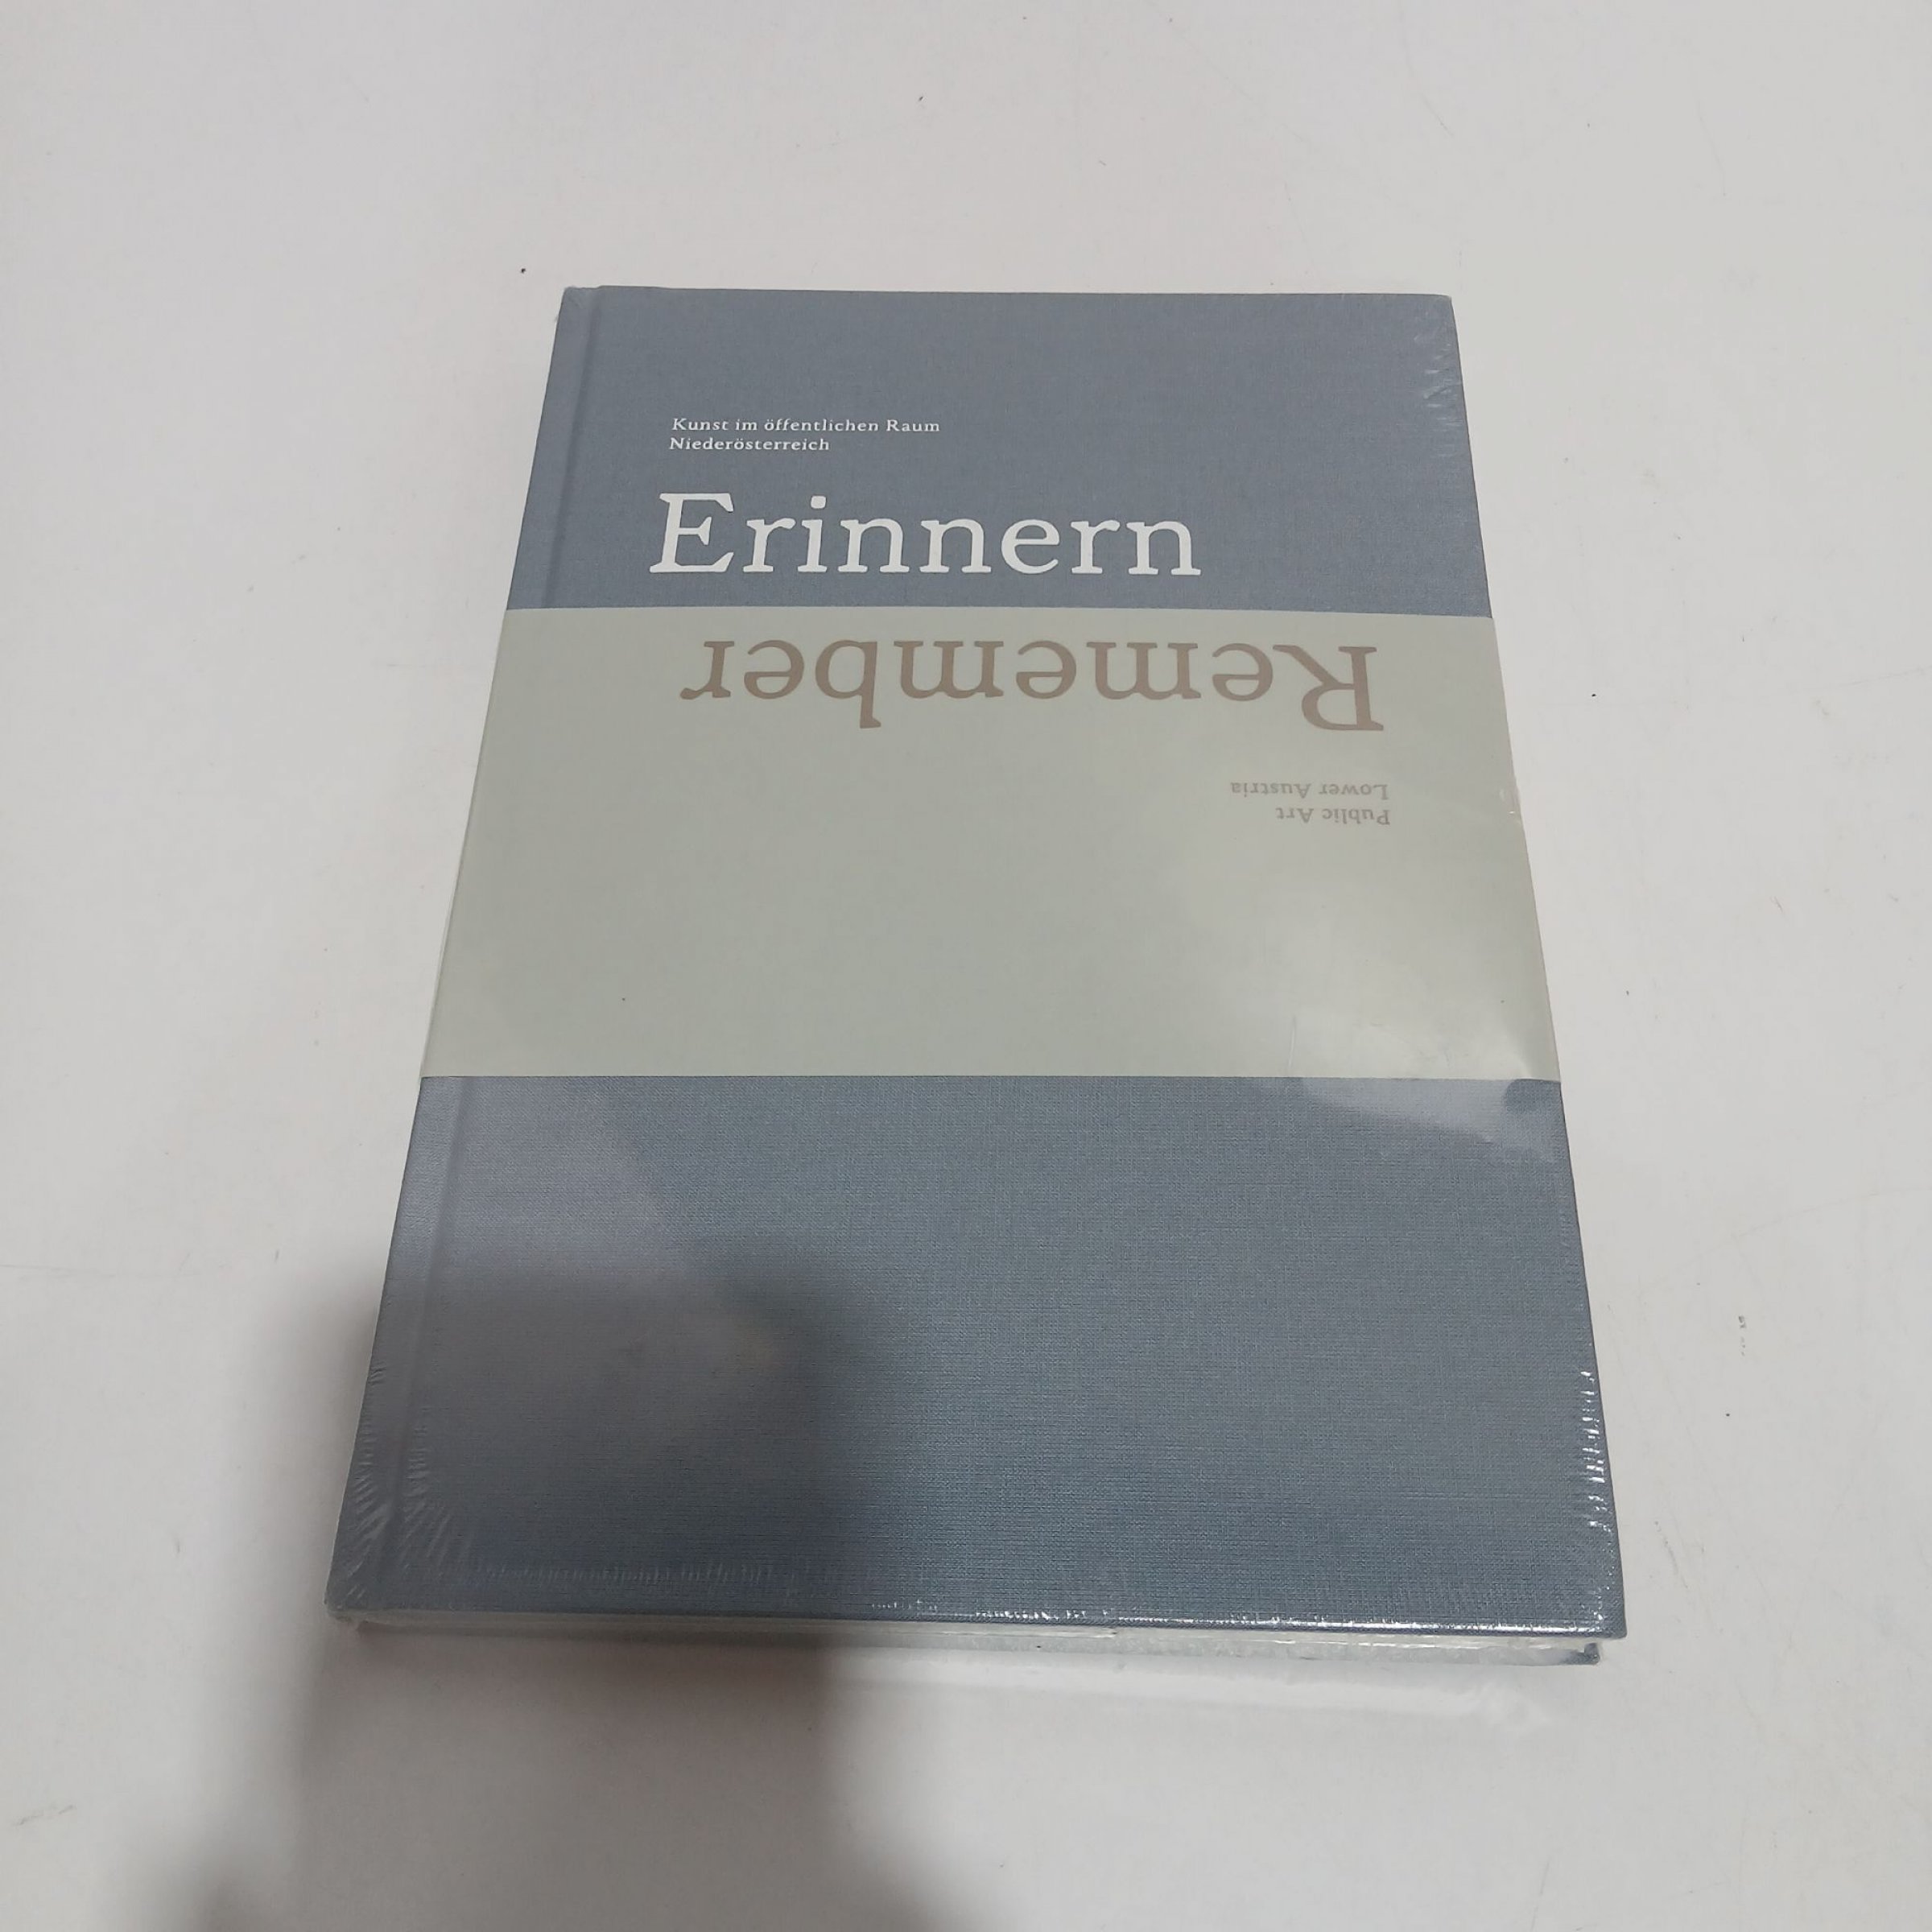 Kunst im öffentlichen Raum
Niederösterreich
Erinnern
Remember
Public Art
Lower Austria